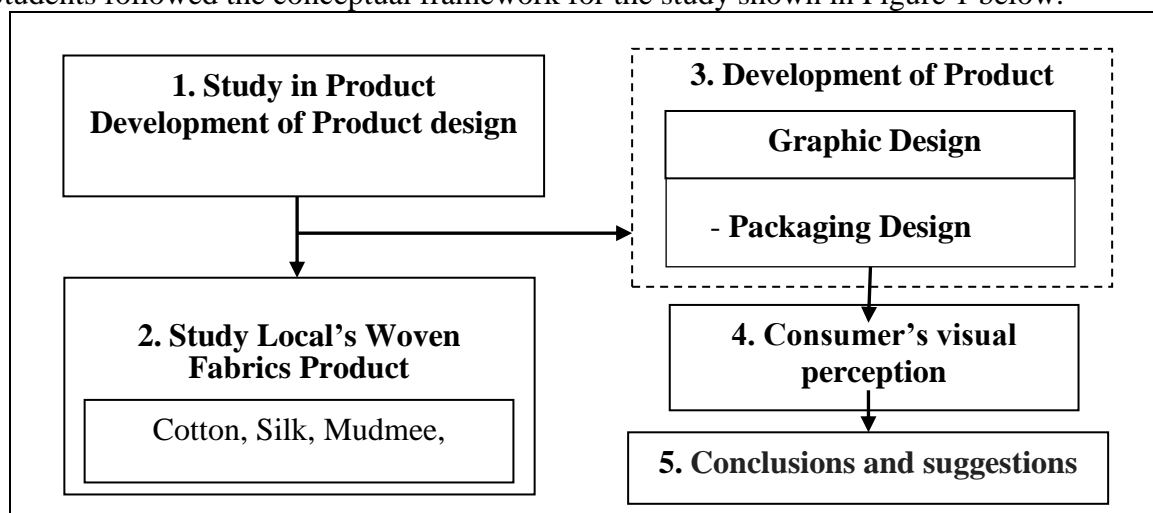 Students followed the conceptual framework for the study shown in Figure 1 below.
1. Study in Product
Development of Product design
2. Study Local's Woven
Fabrics Product
Cotton, Silk, Mudmee,
3. Development of Product
Graphic Design
- Packaging Design
4. Consumer's visual
perception
5. Conclusions and suggestions